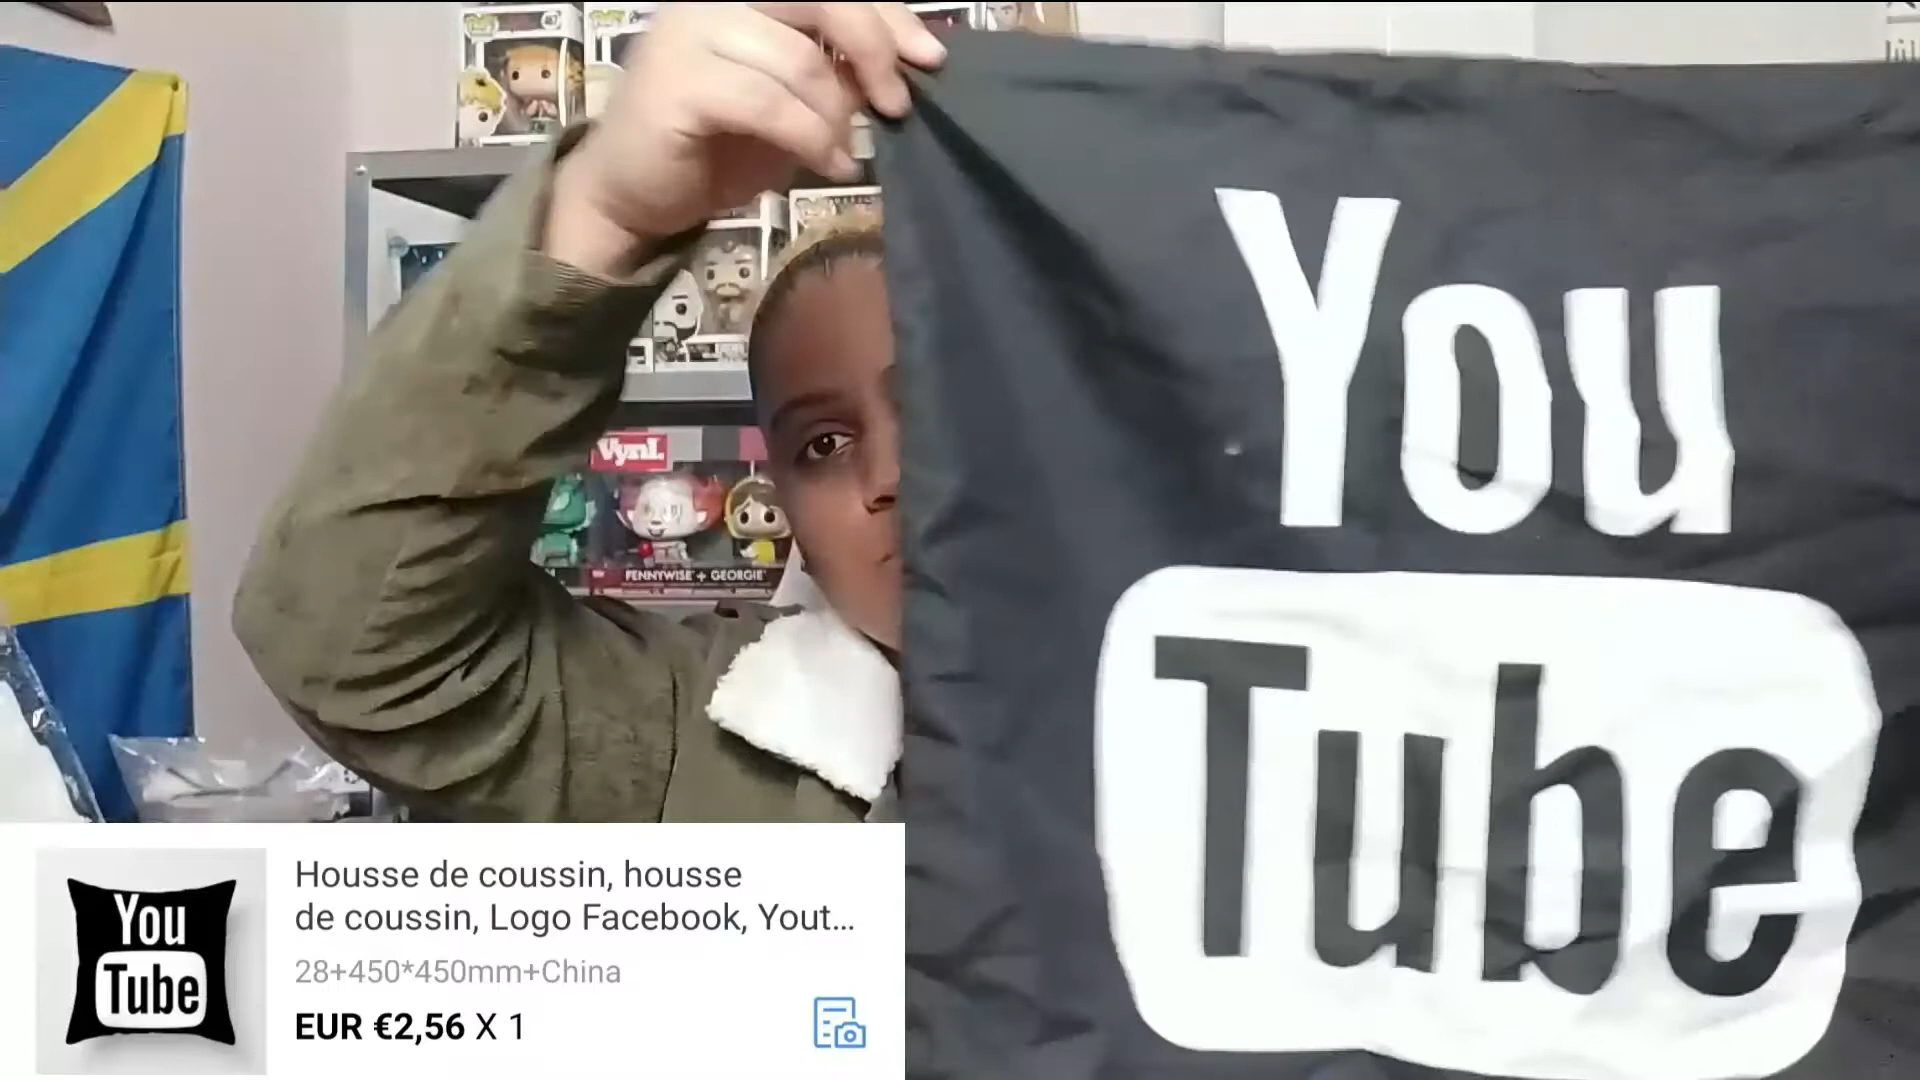 Vynl.
PENNYWISE + GEORGIE
You
Tube
You
Tube
Housse de coussin, housse
de coussin, Logo Facebook, Yout...
28+450*450mm+China
EUR €2,56 X 1